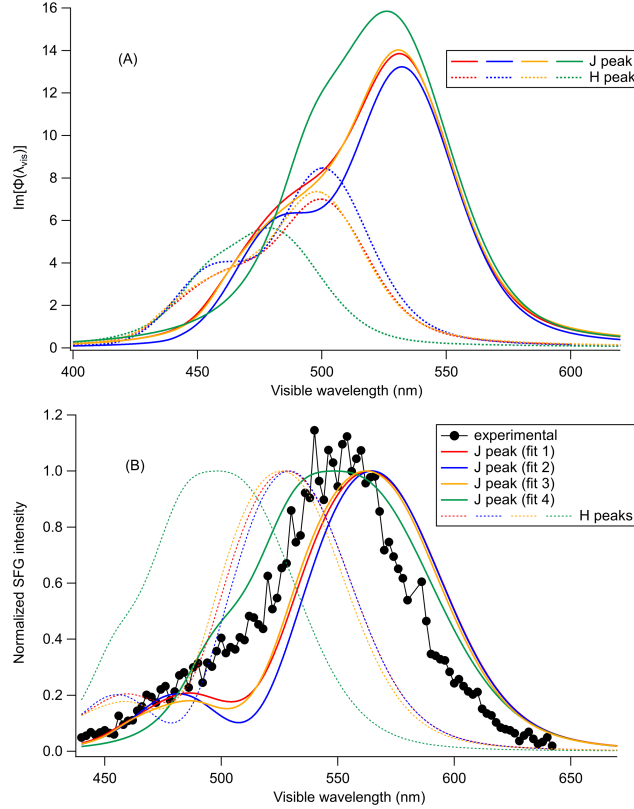 16
14
12
10
8
6
4
2
0
Im[Φ(λvis)]
(A)
J peak
H peak
400
450
500
550
600
Visible wavelength (nm)
1.2
1.0
0.8
0.6
0.4
0.2
0.0
Normalized SFG intensity
(B)
experimental
J peak (fit 1)
J peak (fit 2)
J peak (fit 3)
J peak (fit 4)
H peaks
450
500
550
600
650
Visible wavelength (nm)